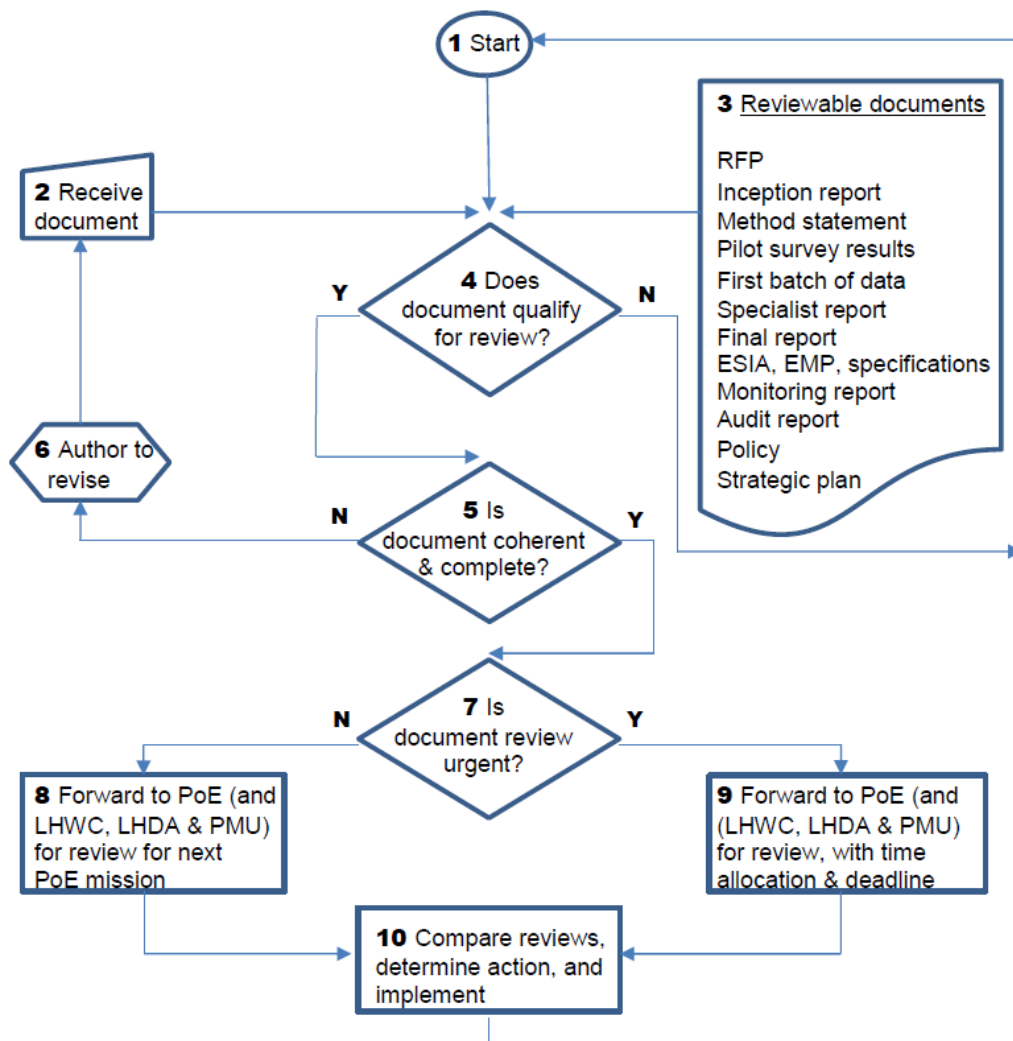 1 Start
3 Reviewable documents
RFP
Inception report
Method statement
Pilot survey results
First batch of data
Specialist report
Final report
ESIA, EMP, specifications
Monitoring report
Audit report
Policy
Strategic plan
2 Receive
document
4 Does
document qualify
for review?
Y
N
6 Author to
revise
5 Is
document coherent
& complete?
N
Y
7 Is
document review
urgent?
N
Y
8 Forward to PoE (and
LHWC, LHDA & PMU)
for review for next
PoE mission
9 Forward to PoE (and
(LHWC, LHDA & PMU)
for review, with time
allocation & deadline
10 Compare reviews,
determine action, and
implement